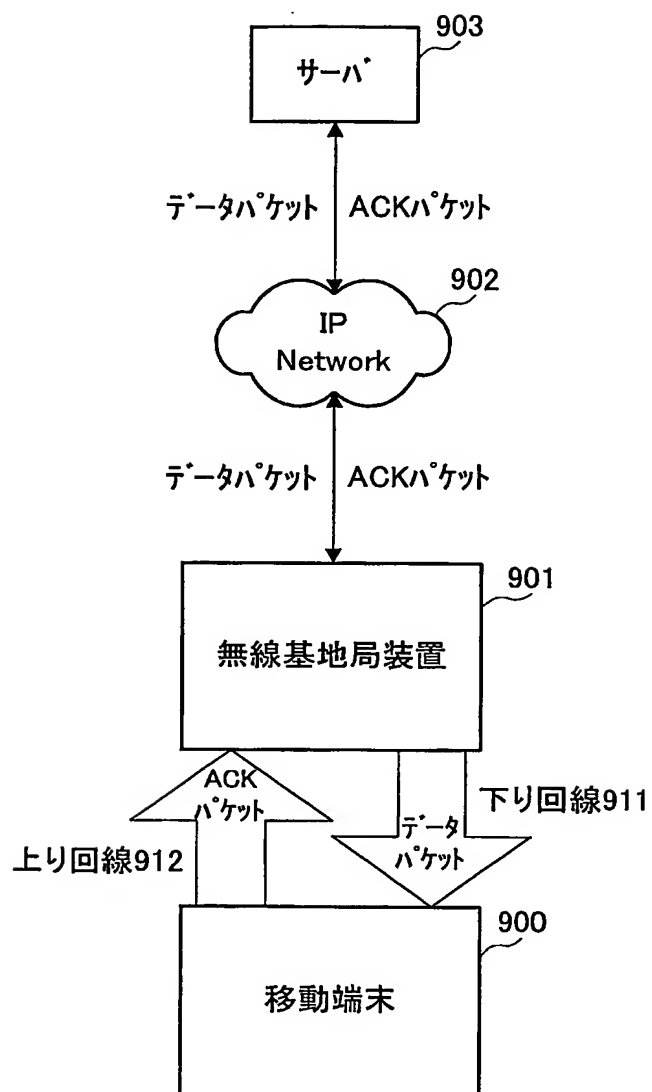 903
サーバ
データパケット ACKパケット
902
IP
Network
データパケット ACKパケット
901
無線基地局装置
ACK
パケット
下り回線911
データ
パケット
上り回線912
900
移動端末